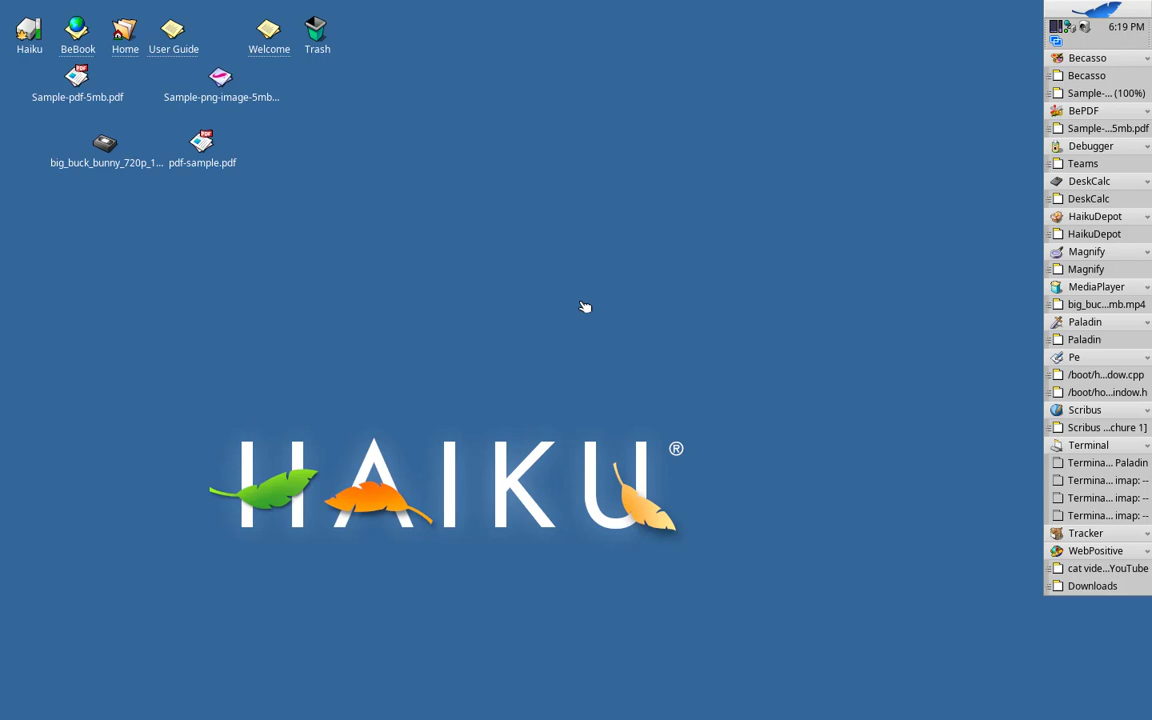 Haiku
BeBook
Home
User Guide
Welcome
Trash
Sample-pdf-5mb.pdf
Sample-png-image-5mb...
big_buck_bunny_720p_1...
pdf-sample.pdf
HAIKU®
6:19 PM
Becasso
Becasso
Sample-... (100%)
BePDF
Sample-...5mb.pdf
Debugger
Teams
DeskCalc
DeskCalc
HaikuDepot
HaikuDepot
Magnify
Magnify
MediaPlayer
big_buc...mb.mp4
Paladin
Paladin
Pe
/boot/h...dow.cpp
/boot/ho...indow.h
Scribus
Scribus ...chure 1]
Terminal
Termina... Paladin
Termina... imap: --
Termina... imap: --
Termina... imap: --
Tracker
WebPositive
cat vide...YouTube
Downloads